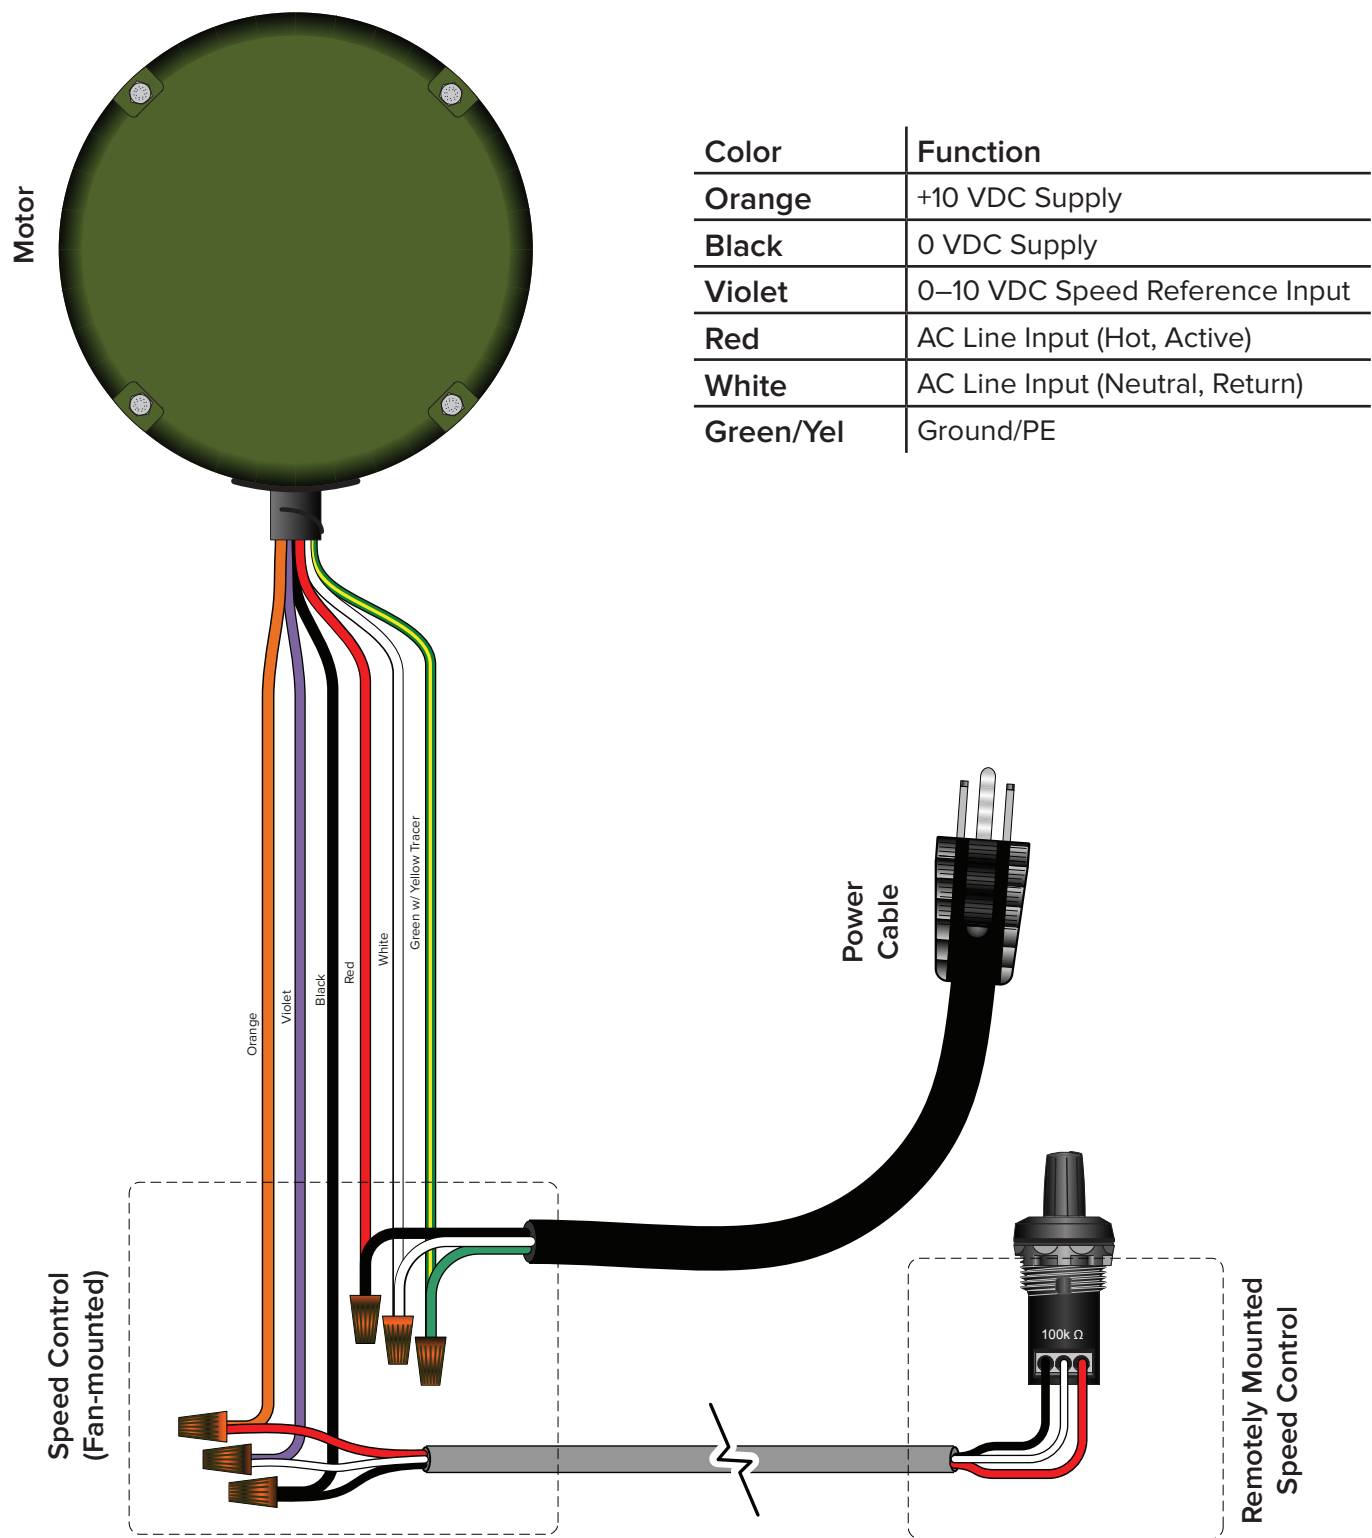 Motor
Color Function
Orange +10 VDC Supply
Black 0 VDC Supply
Violet 0–10 VDC Speed Reference Input
Red AC Line Input (Hot, Active)
White AC Line Input (Neutral, Return)
Green/Yel Ground/PE
Orange
Violet
Black
Red
White
Green w/ Yellow Tracer
Power
Cable
Speed Control
(Fan-mounted)
100k Ω
Remotely Mounted
Speed Control